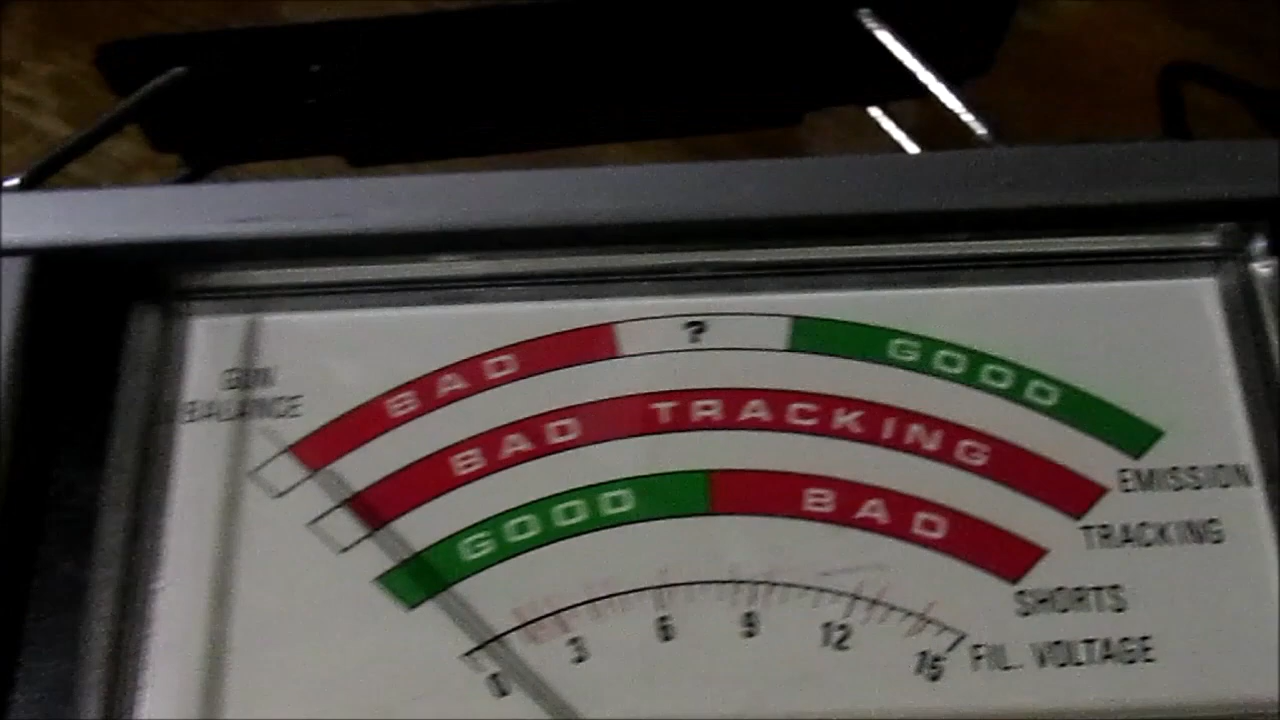 GUN
BALANCE
BAD ? GOOD
EMISSION
BAD TRACKING
TRACKING
GOOD BAD
SHORTS
0 3 6 9 12 15
FIL. VOLTAGE